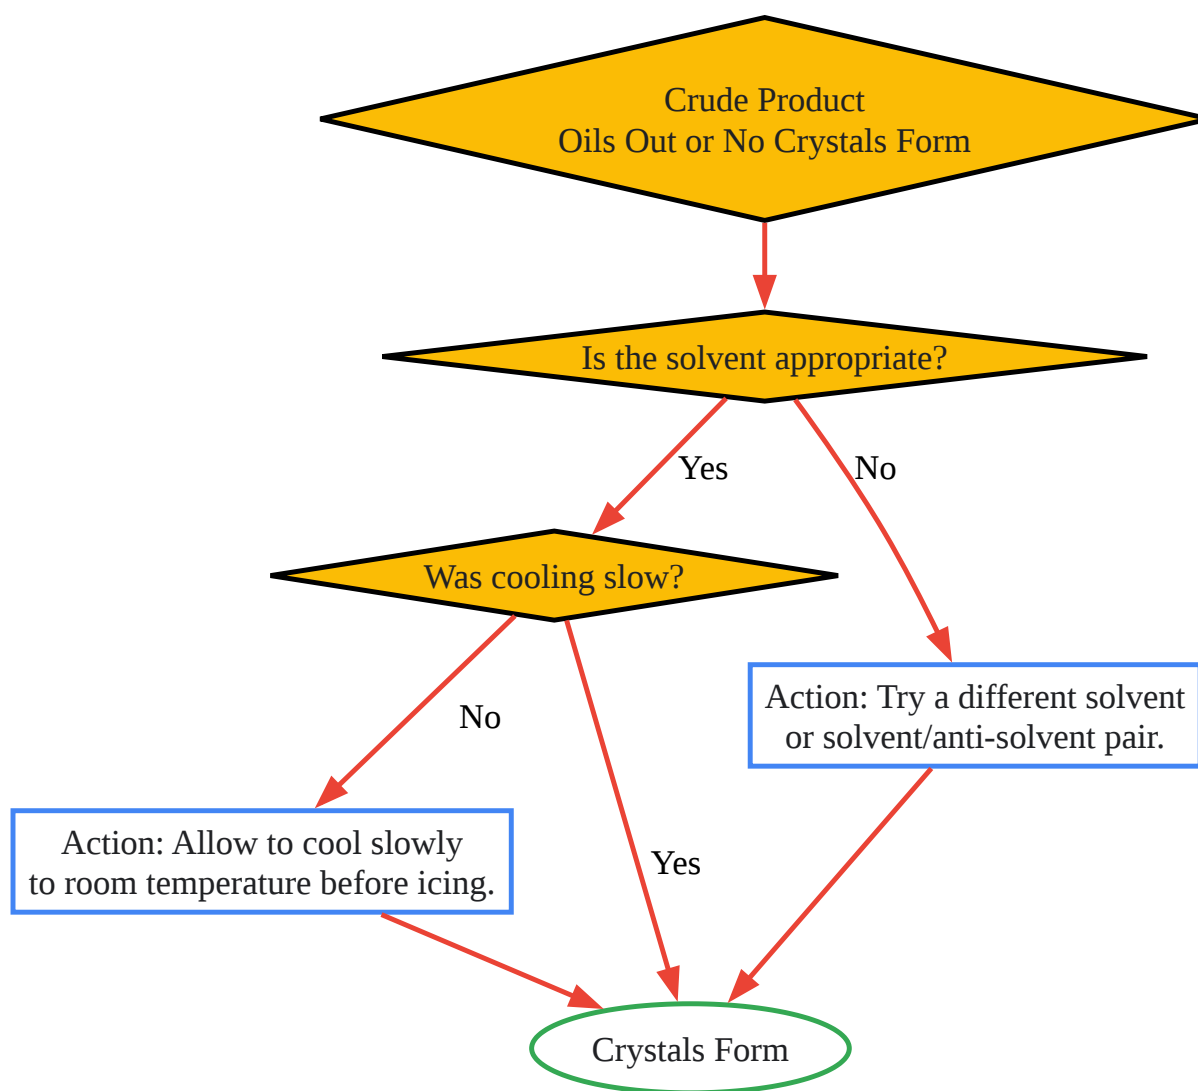 Crude Product
Oils Out or No Crystals Form
Is the solvent appropriate?
Yes
No
Was cooling slow?
Action: Try a different solvent
or solvent/anti-solvent pair.
No
Action: Allow to cool slowly
to room temperature before icing.
Yes
Crystals Form